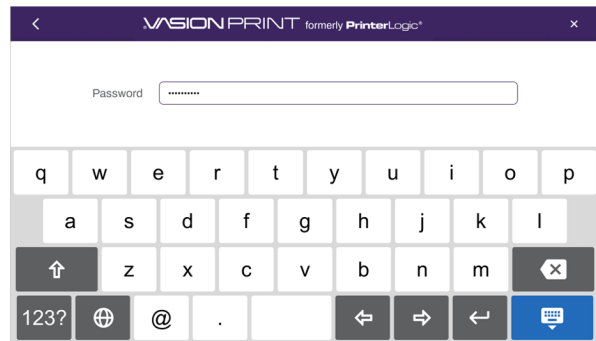 VASION PRINT formerly PrinterLogic®
Password ••••••••••
q w e r t y u i o p
a s d f g h j k l
z x c v b n m
123? @ .